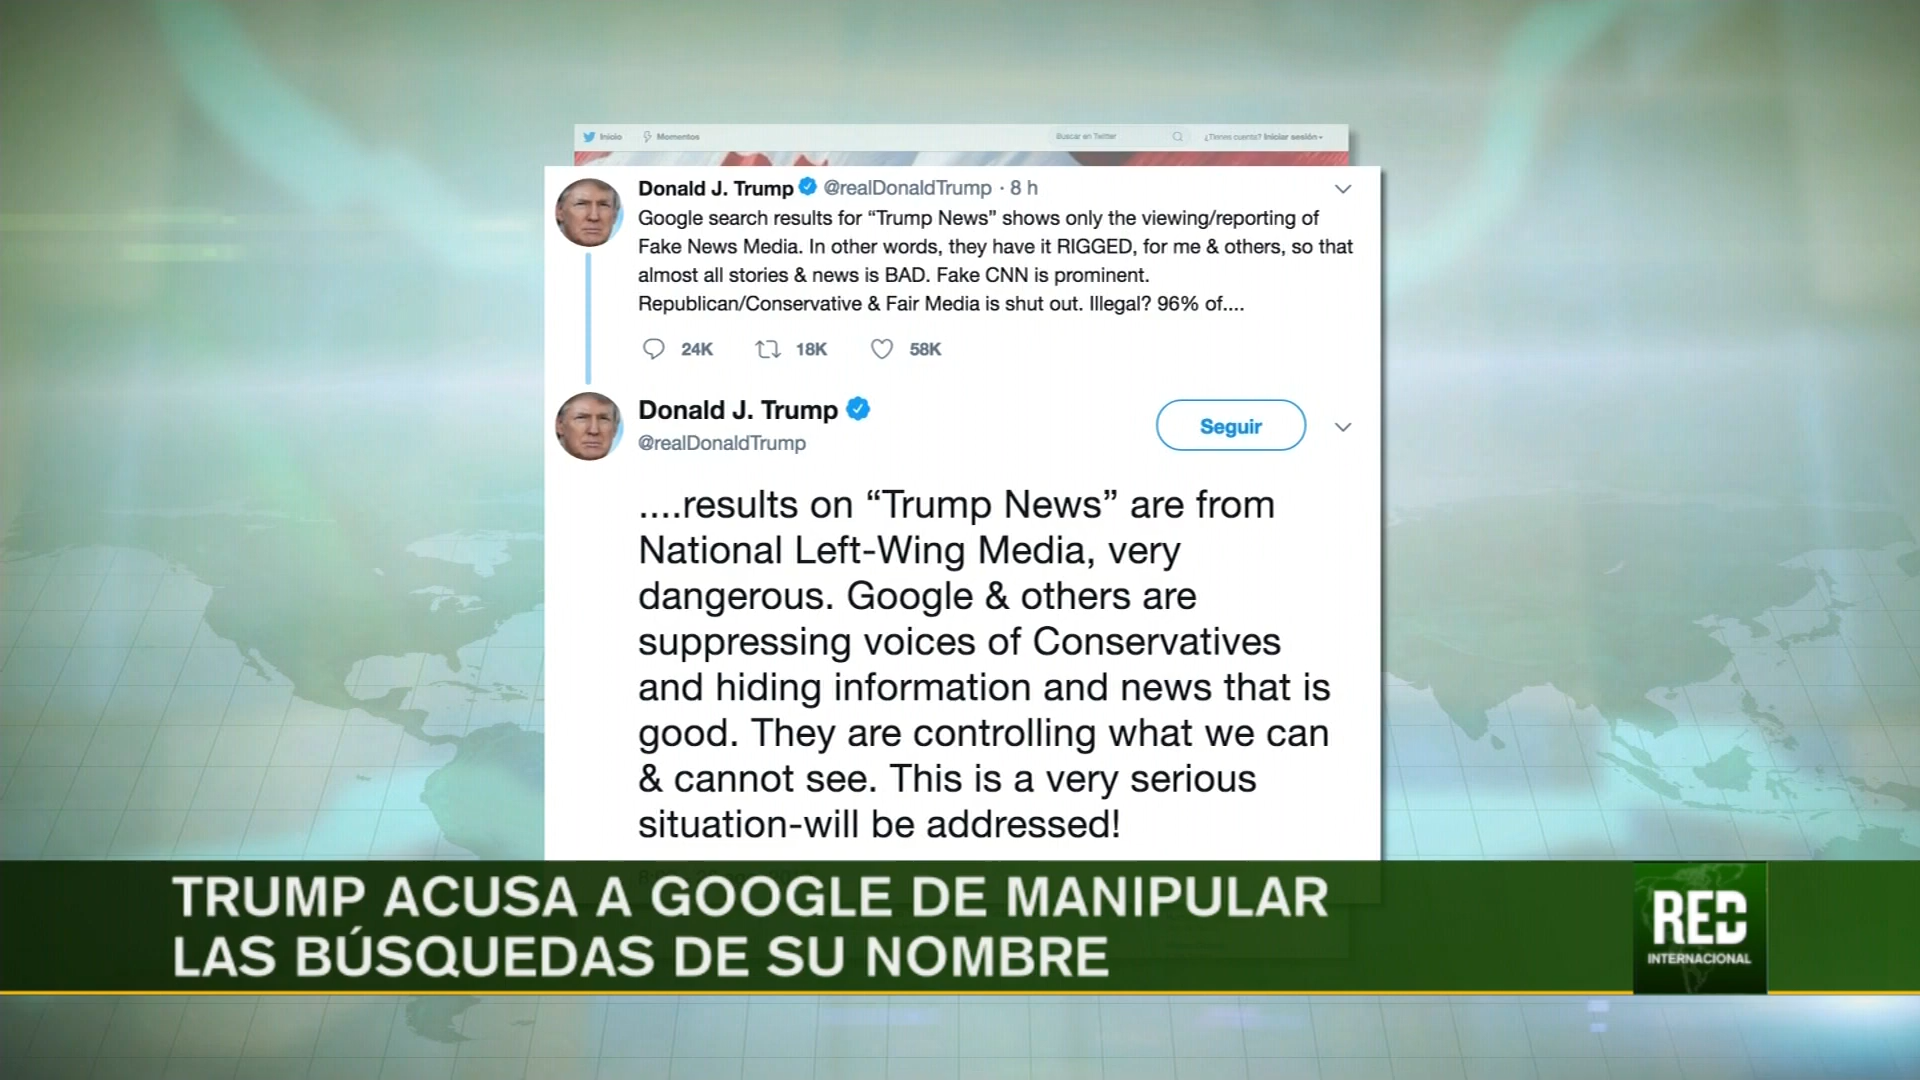 Inicio Momentos Buscar en Twitter ¿Tienes cuenta? Iniciar sesión
Donald J. Trump @realDonaldTrump · 8 h
Google search results for “Trump News” shows only the viewing/reporting of
Fake News Media. In other words, they have it RIGGED, for me & others, so that
almost all stories & news is BAD. Fake CNN is prominent.
Republican/Conservative & Fair Media is shut out. Illegal? 96% of....
24K 18K 58K
Donald J. Trump
@realDonaldTrump
Seguir
....results on “Trump News” are from
National Left-Wing Media, very
dangerous. Google & others are
suppressing voices of Conservatives
and hiding information and news that is
good. They are controlling what we can
& cannot see. This is a very serious
situation-will be addressed!
TRUMP ACUSA A GOOGLE DE MANIPULAR
LAS BÚSQUEDAS DE SU NOMBRE
RED
INTERNACIONAL